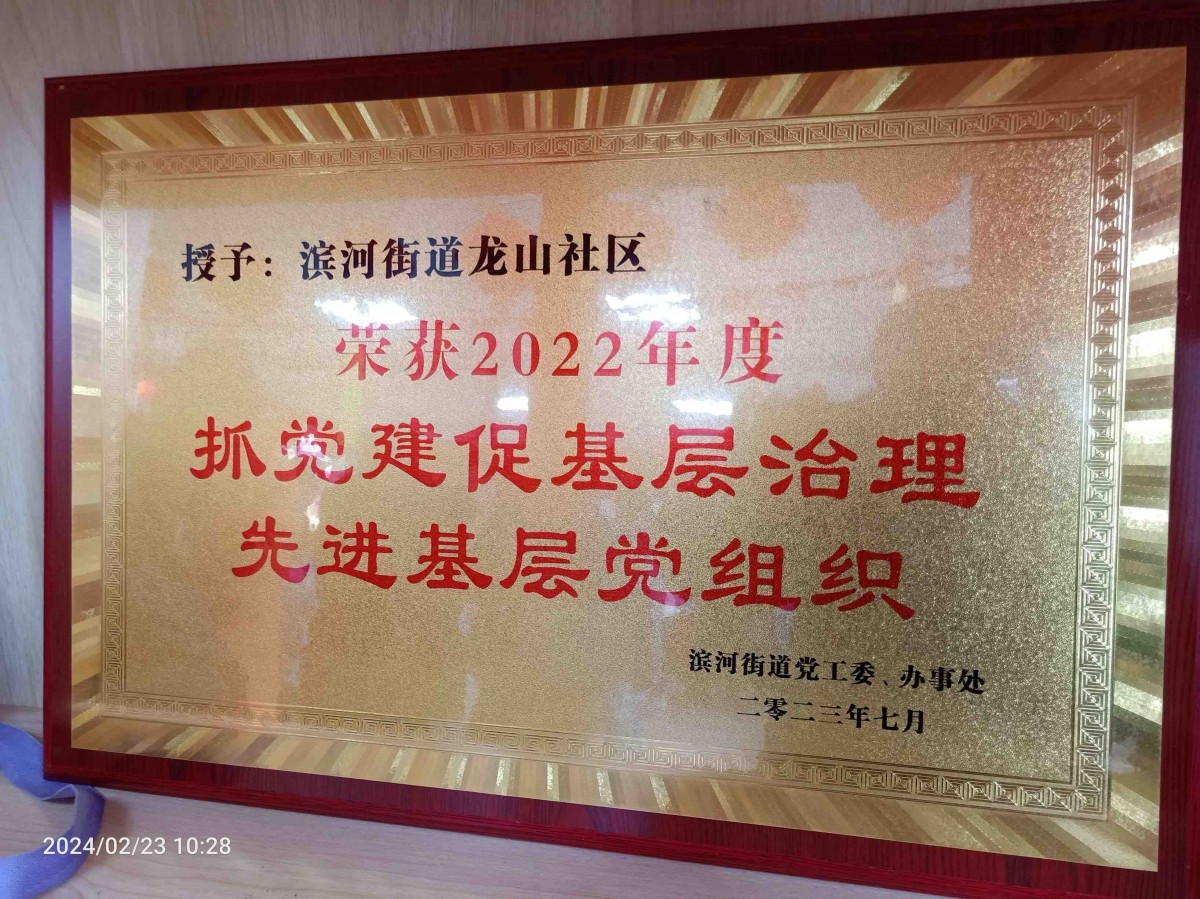 授予：滨河街道龙山社区
荣获2022年度
抓党建促基层治理
先进基层党组织
滨河街道党工委、办事处
二零二三年七月
2024/02/23 10:28